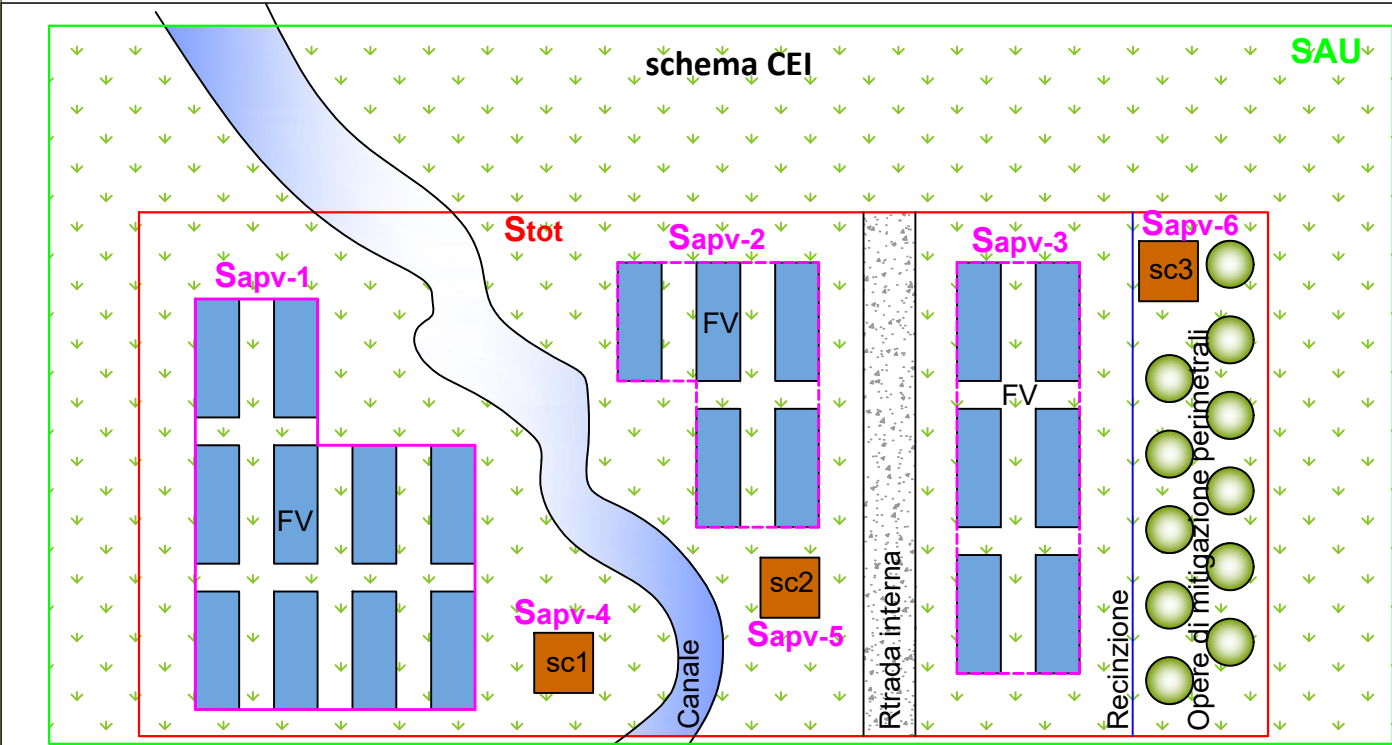 schema CEI
SAU
Stot
Sapv-1
Sapv-2
Sapv-3
Sapv-6
sc3
FV
FV
FV
Sapv-4
sc1
sc2
Sapv-5
Canale
Rtrada interna
Recinzione
Opere di mitigazione perimetrali